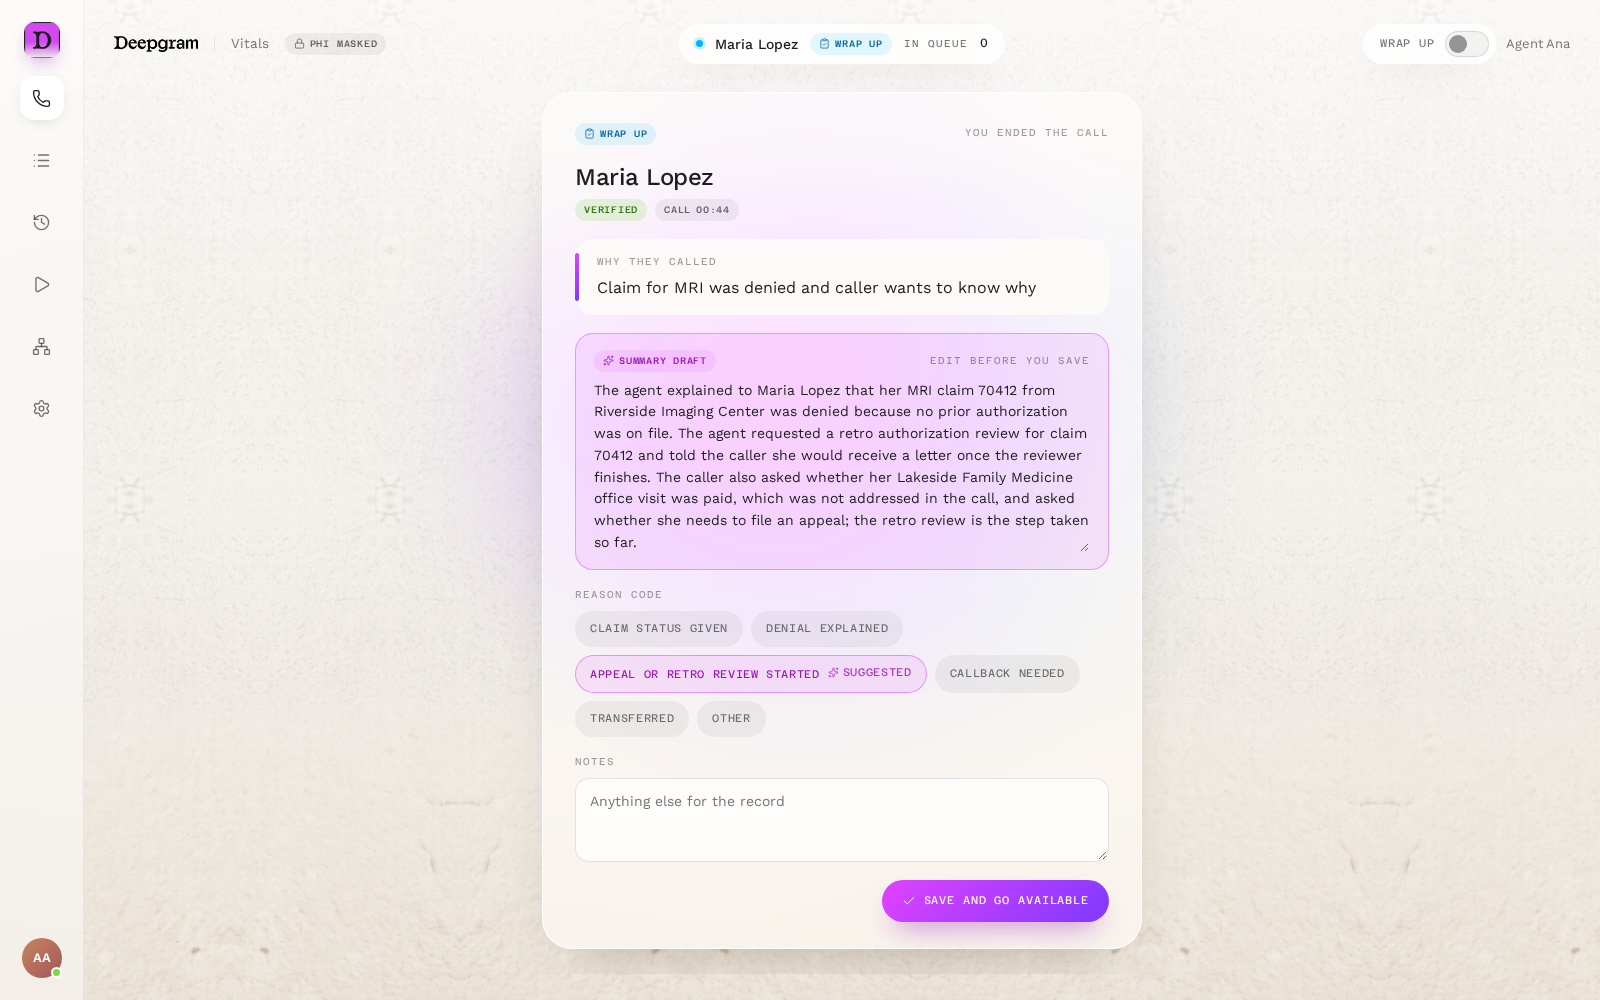 D
Deepgram
Vitals
PHI MASKED
Maria Lopez
WRAP UP
IN QUEUE 0
WRAP UP
Agent Ana
WRAP UP
YOU ENDED THE CALL
Maria Lopez
VERIFIED
CALL 00:44
WHY THEY CALLED
Claim for MRI was denied and caller wants to know why
SUMMARY DRAFT
EDIT BEFORE YOU SAVE
The agent explained to Maria Lopez that her MRI claim 70412 from
Riverside Imaging Center was denied because no prior authorization
was on file. The agent requested a retro authorization review for claim
70412 and told the caller she would receive a letter once the reviewer
finishes. The caller also asked whether her Lakeside Family Medicine
office visit was paid, which was not addressed in the call, and asked
whether she needs to file an appeal; the retro review is the step taken
so far.
REASON CODE
CLAIM STATUS GIVEN
DENIAL EXPLAINED
APPEAL OR RETRO REVIEW STARTED SUGGESTED
CALLBACK NEEDED
TRANSFERRED
OTHER
NOTES
Anything else for the record
SAVE AND GO AVAILABLE
AA